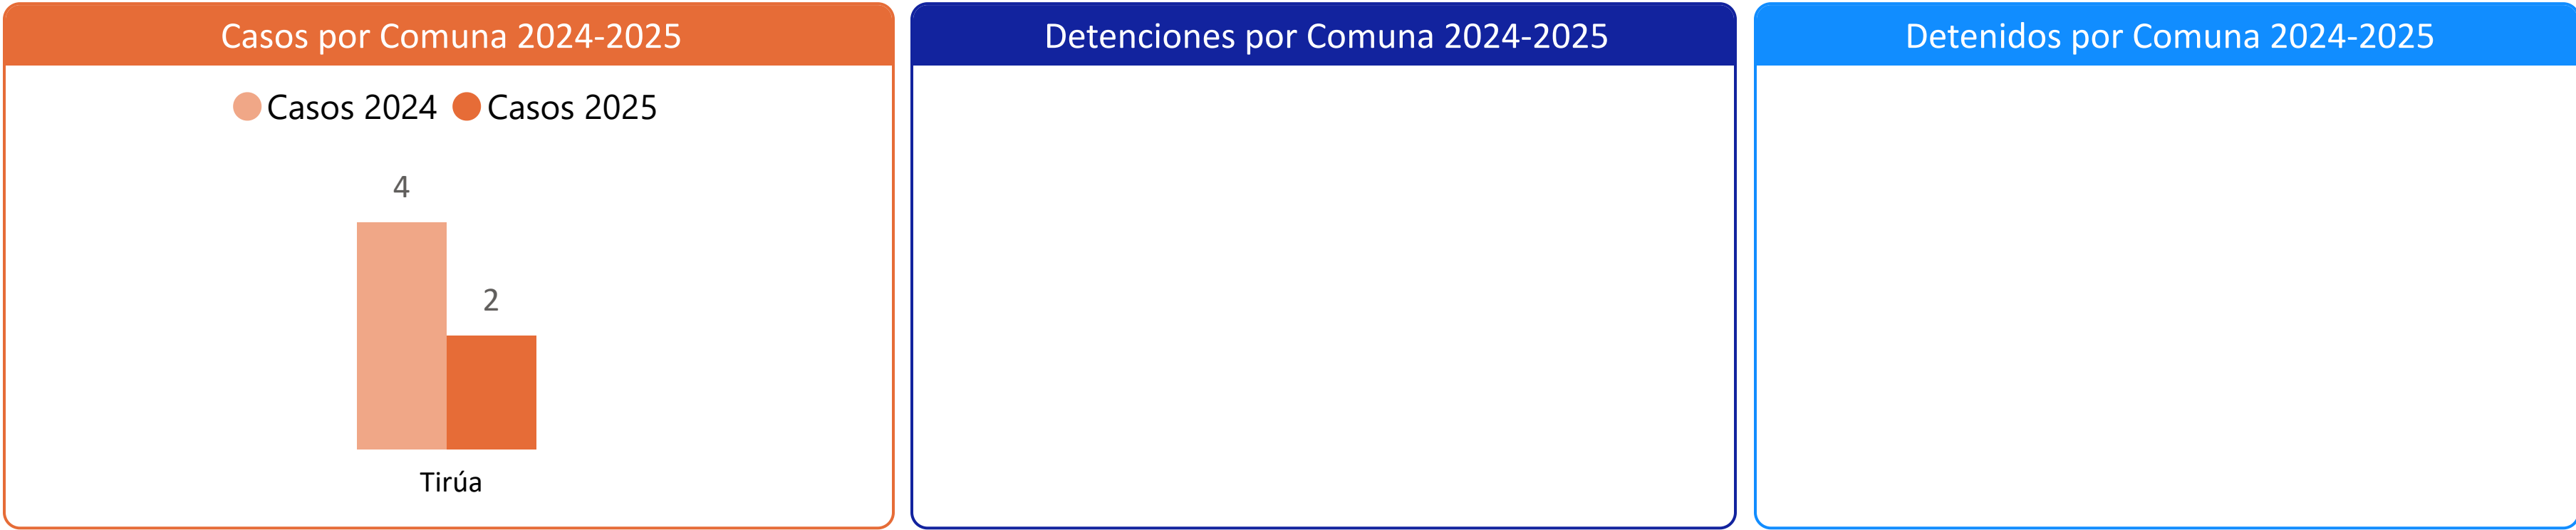 Casos por Comuna 2024-2025
Casos 2024 Casos 2025
4
2
Tirúa
Detenciones por Comuna 2024-2025
Detenidos por Comuna 2024-2025